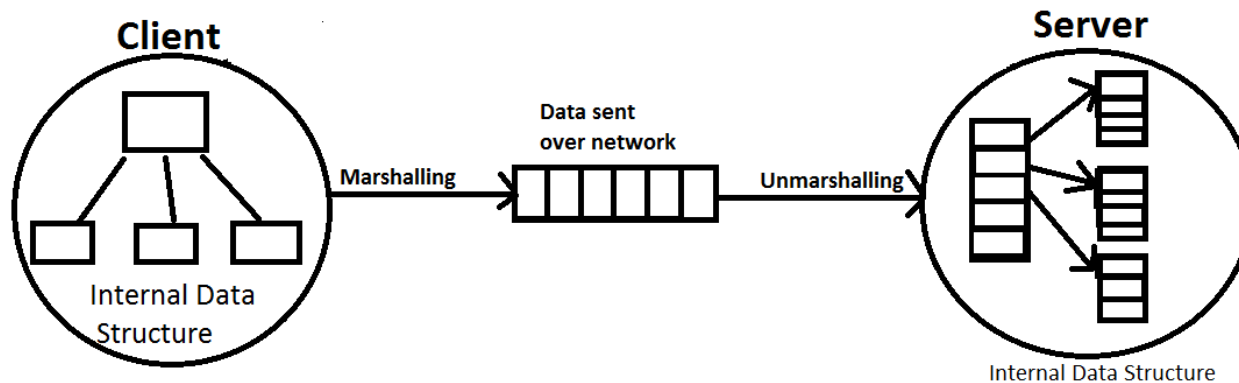 Client
Server
Data sent
over network
Marshalling
Unmarshalling
Internal Data
Structure
Internal Data Structure